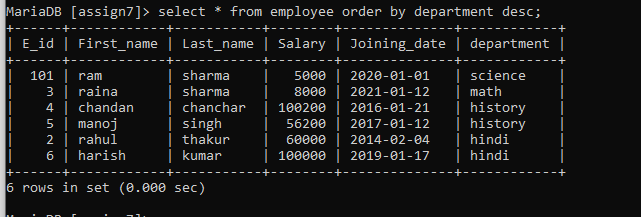 MariaDB [assign7]> select * from employee order by department desc;
+------+------------+-----------+--------+--------------+------------+
| E_id | First_name | Last_name | Salary | Joining_date | department |
+------+------------+-----------+--------+--------------+------------+
|  101 | ram        | sharma    |   5000 | 2020-01-01   | science    |
|    3 | raina      | sharma    |   8000 | 2021-01-12   | math       |
|    4 | chandan    | chanchar  | 100200 | 2016-01-21   | history    |
|    5 | manoj      | singh     |  56200 | 2017-01-12   | history    |
|    2 | rahul      | thakur    |  60000 | 2014-02-04   | hindi      |
|    6 | harish     | kumar     | 100000 | 2019-01-17   | hindi      |
+------+------------+-----------+--------+--------------+------------+
6 rows in set (0.000 sec)